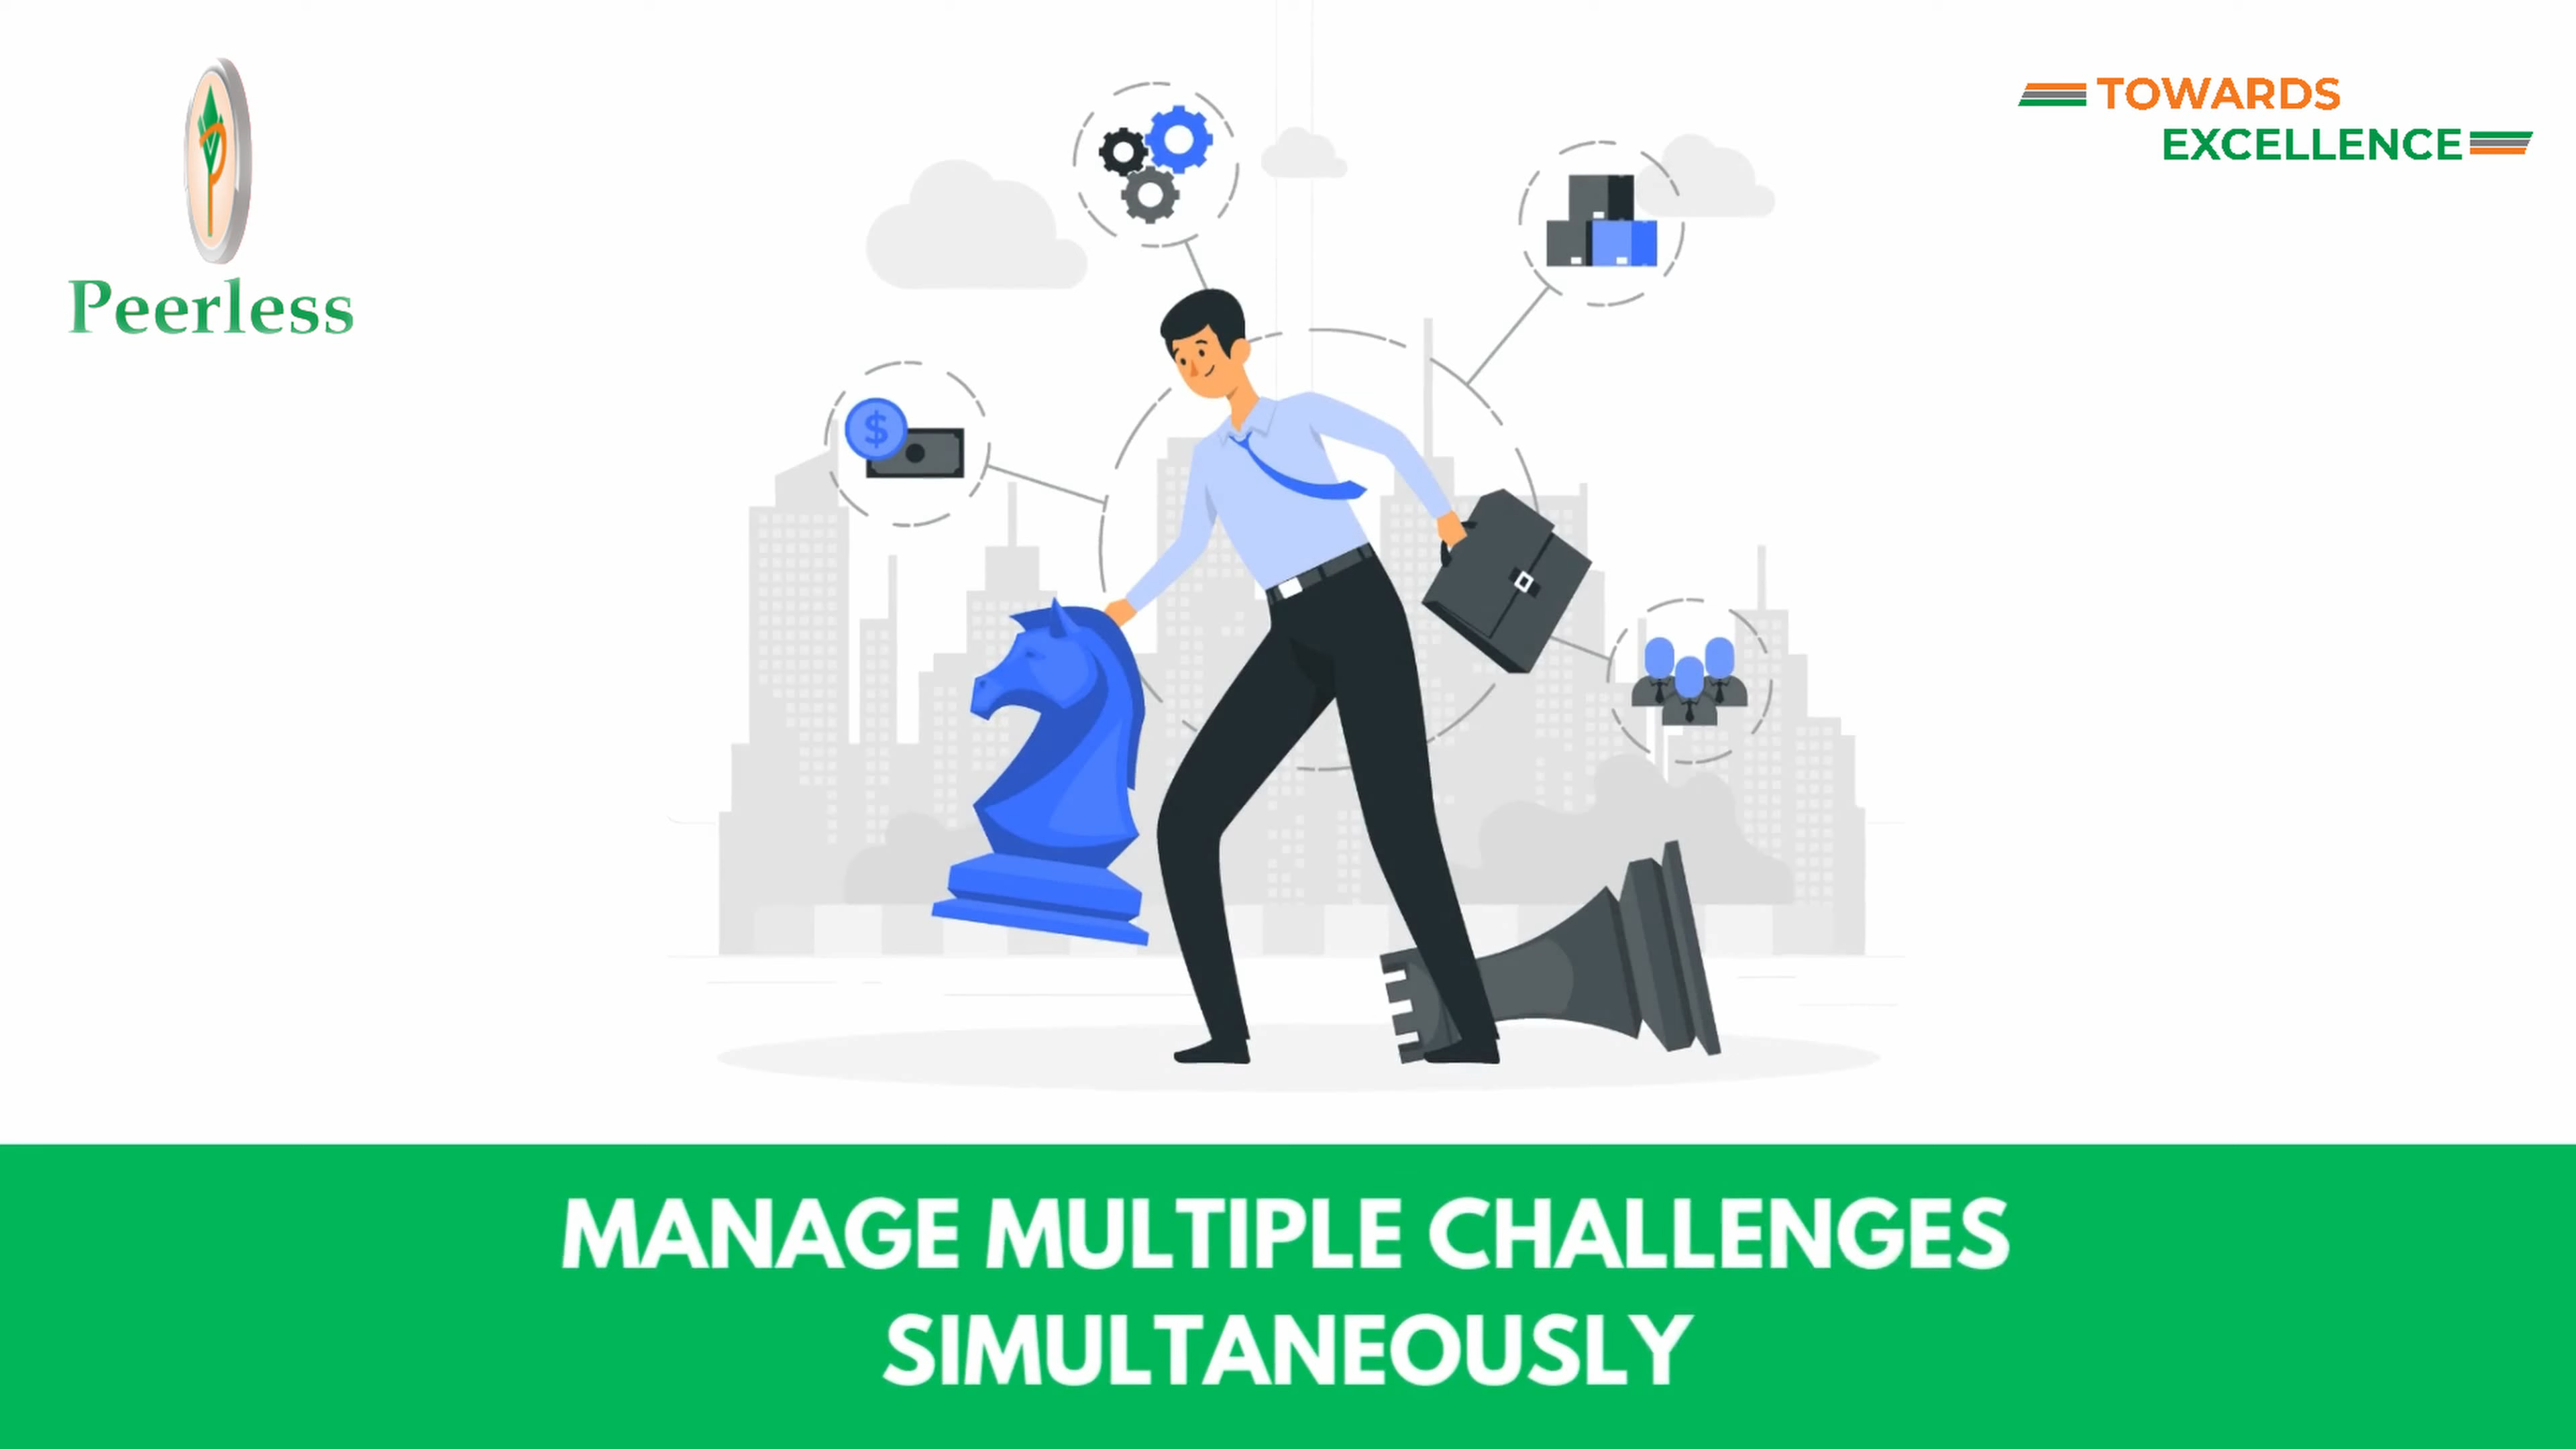 Peerless
TOWARDS
EXCELLENCE
$
MANAGE MULTIPLE CHALLENGES
SIMULTANEOUSLY